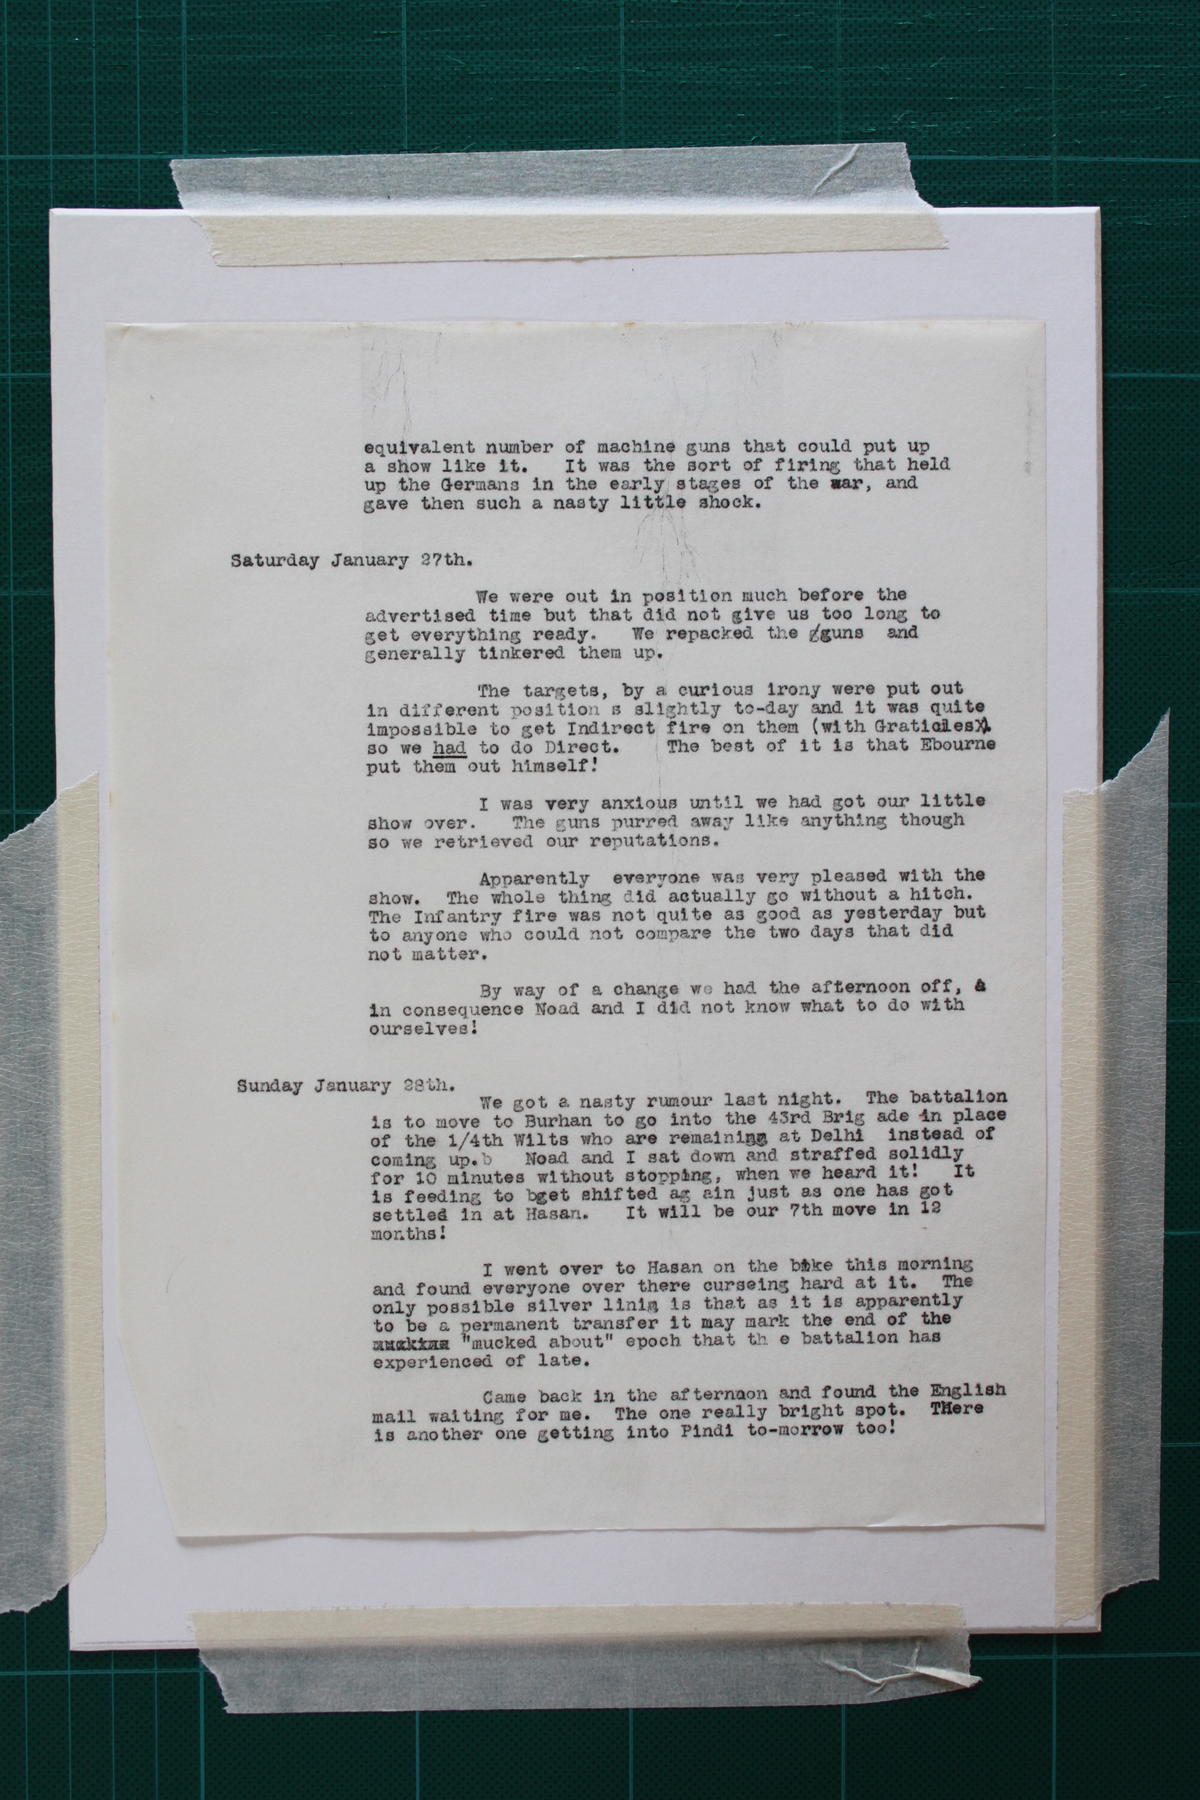 equivalent number of machine guns that could put up
a show like it. It was the sort of firing that held
up the Germans in the early stages of the war, and
gave then such a nasty little shock.
Saturday January 27th.
We were out in position much before the
advertised time but that did not give us too long to
get everything ready. We repacked the guns and
generally tinkered them up.
The targets, by a curious irony were put out
in different position s slightly to-day and it was quite
impossible to get Indirect fire on them (with Graticles).
so we had to do Direct. The best of it is that Ebourne
put them out himself!
I was very anxious until we had got our little
show over. The guns purred away like anything though
so we retrieved our reputations.
Apparently everyone was very pleased with the
show. The whole thing did actually go without a hitch.
The Infantry fire was not quite as good as yesterday but
to anyone who could not compare the two days that did
not matter.
By way of a change we had the afternoon off, &
in consequence Noad and I did not know what to do with
ourselves!
Sunday January 28th.
We got a nasty rumour last night. The battalion
is to move to Burhan to go into the 43rd Brig ade in place
of the 1/4th Wilts who are remaining at Delhi instead of
coming up.b Noad and I sat down and straffed solidly
for 10 minutes without stopping, when we heard it! It
is feeding to bget shifted ag ain just as one has got
settled in at Hasan. It will be our 7th move in 12
months!
I went over to Hasan on the bike this morning
and found everyone over there curseing hard at it. The
only possible silver linig is that as it is apparently
to be a permanent transfer it may mark the end of the
"mucked about" epoch that th e battalion has
experienced of late.
Came back in the afternoon and found the English
mail waiting for me. The one really bright spot. THere
is another one getting into Pindi to-morrow too!